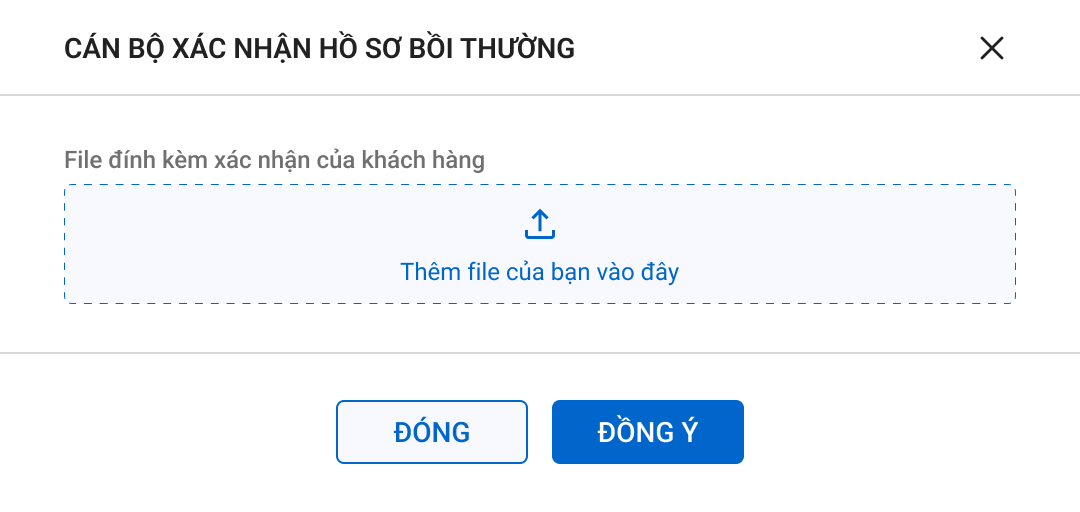 CÁN BỘ XÁC NHẬN HỒ SƠ BỒI THƯỜNG
File đính kèm xác nhận của khách hàng
Thêm file của bạn vào đây
ĐÓNG
ĐỒNG Ý